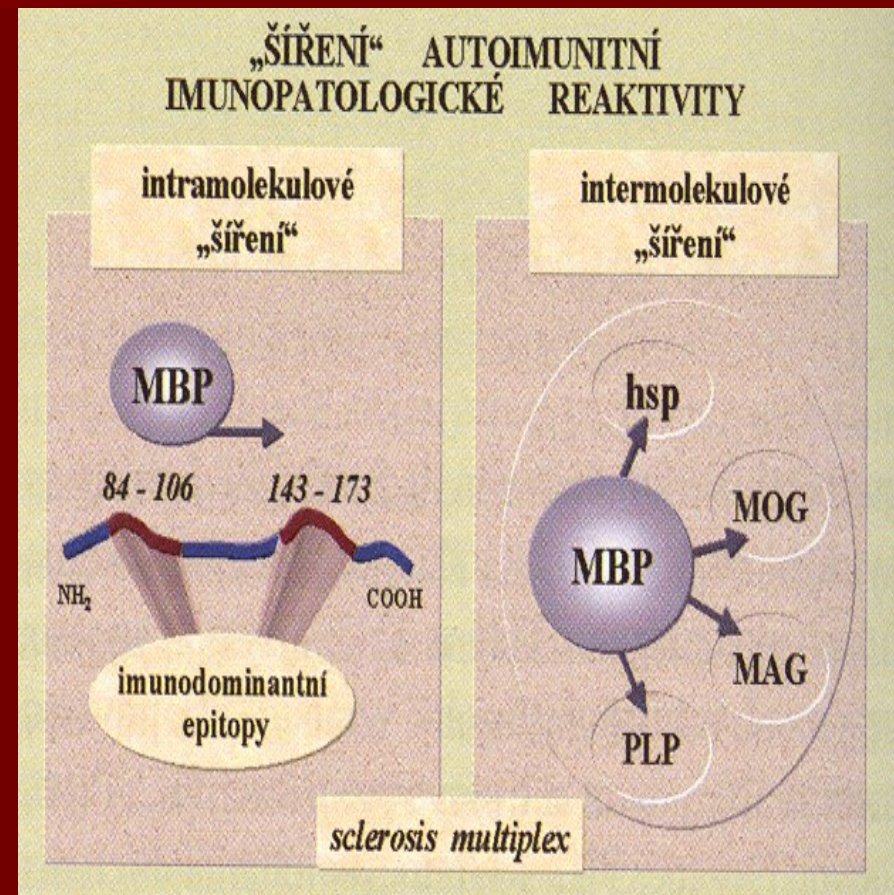 „ŠÍŘENÍ“ AUTOIMUNITNÍ
IMUNOPATOLOGICKÉ REAKTIVITY
intramolekulové
„šíření“
MBP
84 - 106 143 - 173
NH₂ COOH
imunodominantní
epitopy
intermolekulové
„šíření“
hsp
MOG
MBP
MAG
PLP
sclerosis multiplex